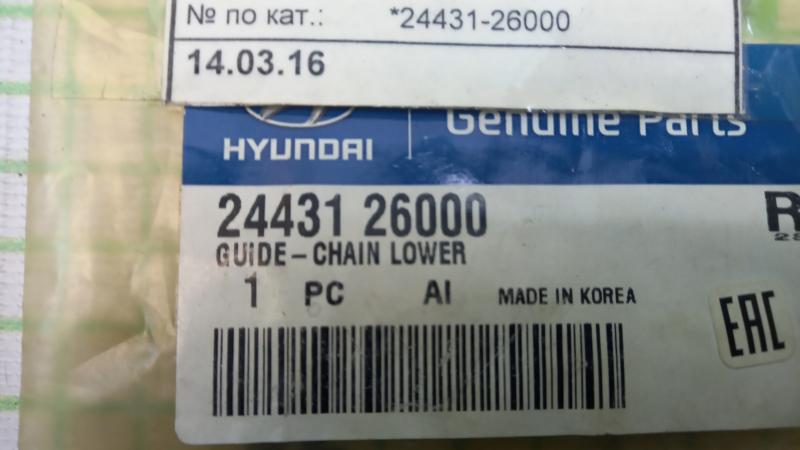 № по кат.: *24431-26000
14.03.16
HYUNDAI Genuine Parts
24431 26000
GUIDE-CHAIN LOWER
1 PC AI MADE IN KOREA
EAC